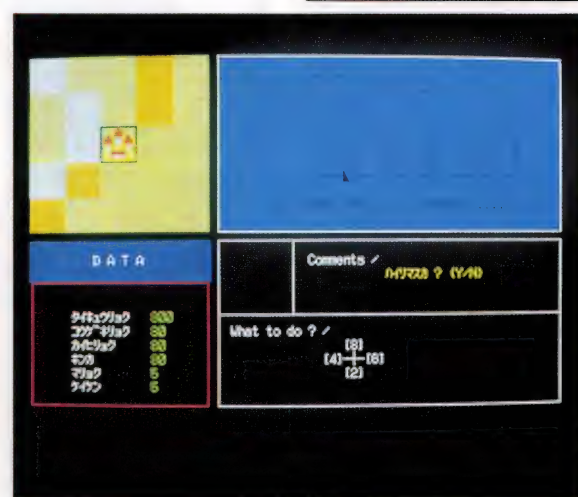 DATA
タイキュウリョク 800
コウゲキリョク 80
カイヒリョク 80
キンカ 80
マリョク 5
ケイケン
Comments /
ハイリマスカ ? (Y/N)
What to do ? /
[8]
[4] [6]
[2]